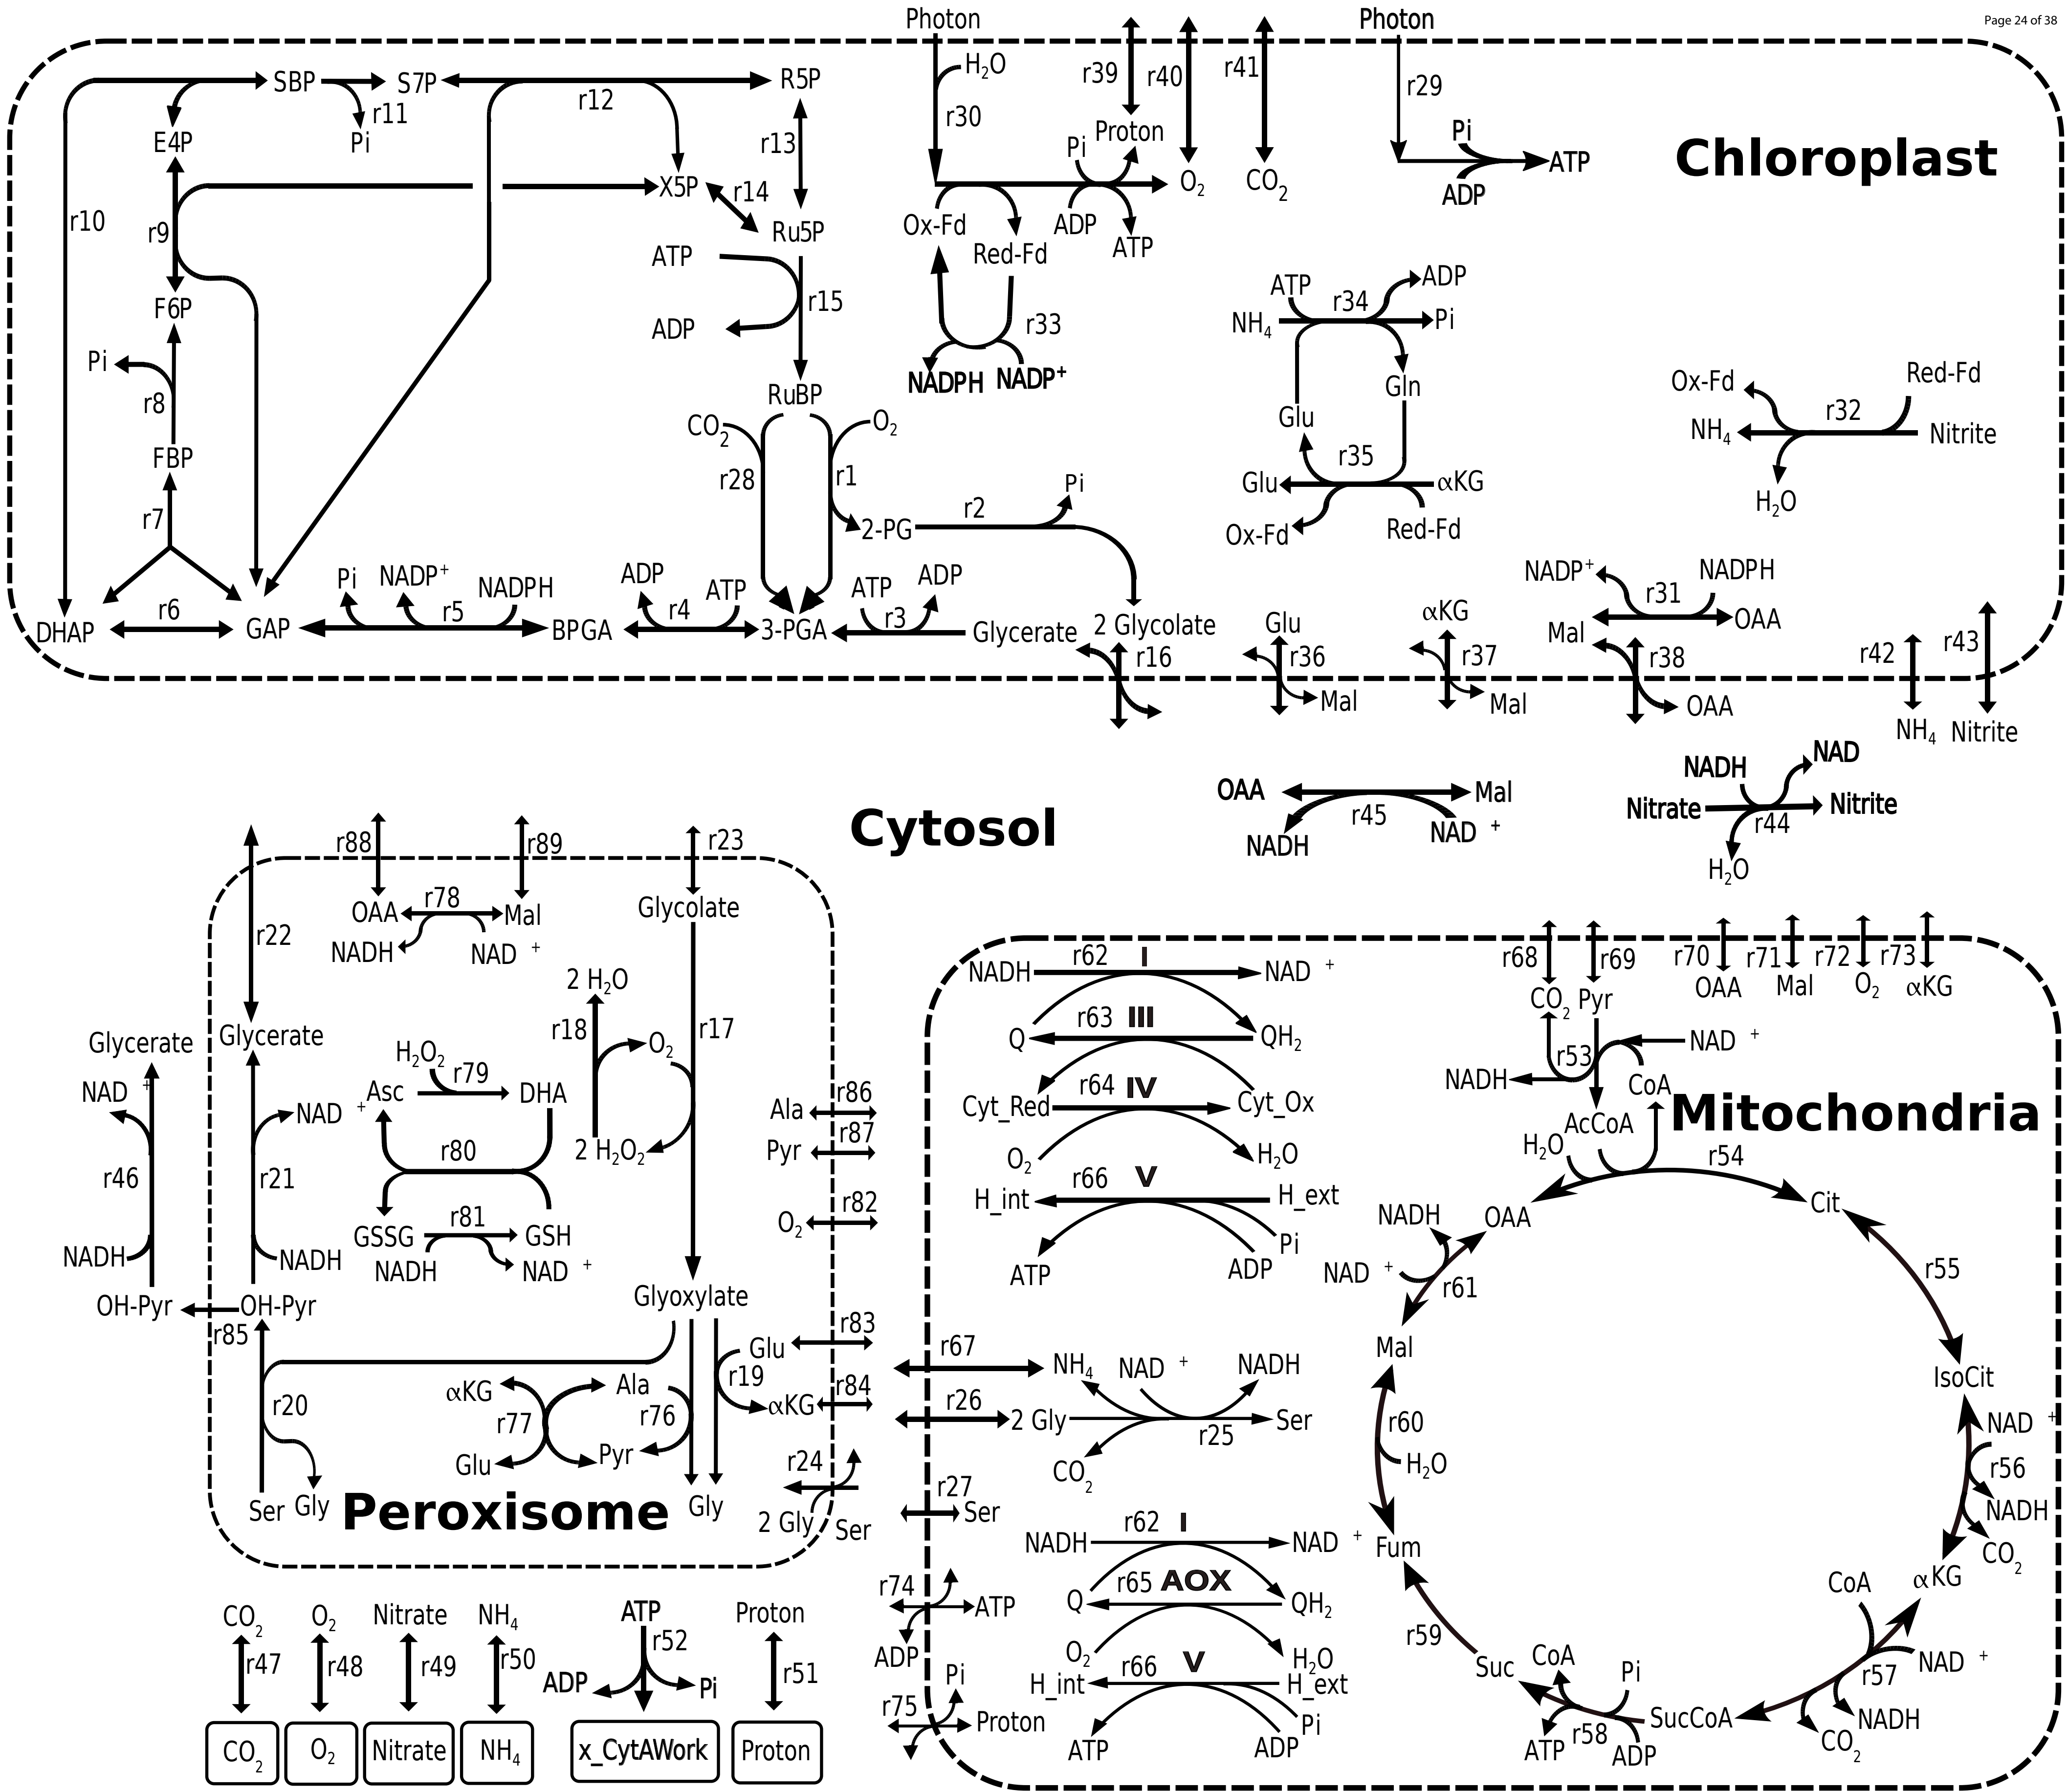 Page 24 of 38
Photon
Photon
H2O
r39
r40
r41
r29
SBP
S7P
R5P
r11
r12
r30
Pi
E4P
r13
Proton
Pi
Pi
ATP
ADP
Chloroplast
X5P
r14
O2
CO2
r10
r9
Ru5P
Ox-Fd
ADP
ATP
Red-Fd
ATP
r15
ADP
F6P
r33
NADPH
NADP+
ATP
r34
ADP
NH4
Pi
Gln
Glu
Pi
r8
RuBP
CO2
O2
Ox-Fd
Red-Fd
r32
NH4
Nitrite
H2O
FBP
r28
r1
r35
Glu
αKG
Ox-Fd
Red-Fd
r7
2-PG
r2
Pi
Pi
NADP+
NADPH
ADP
ATP
ATP
ADP
NADP+
NADPH
r6
r5
r4
r3
r31
DHAP
GAP
BPGA
3-PGA
Glycerate
2 Glycolate
Glu
αKG
Mal
OAA
r16
r36
r37
r38
r42
r43
Mal
Mal
OAA
NH4
Nitrite
OAA
Mal
r45
NADH
NAD +
NADH
NAD
Nitrate
Nitrite
r44
H2O
Cytosol
r88
r89
r23
OAA
r78
Mal
Glycolate
r22
NADH
NAD +
2 H2O
r18
O2
r17
Glycerate
Glycerate
H2O2
NAD +
NAD +
Asc
r79
DHA
r80
2 H2O2
r46
r21
GSSG
r81
GSH
NADH
NADH
NADH
NAD +
OH-Pyr
OH-Pyr
r85
Glyoxylate
Ala
r86
Pyr
r87
O2
r82
r83
Glu
r19
αKG
r84
r20
αKG
Ala
r77
r76
Glu
Pyr
r24
Ser
Gly
Peroxisome
Gly
2 Gly
Ser
r62
I
NADH
NAD +
r63
III
Q
QH2
r64
IV
Cyt_Red
Cyt_Ox
O2
H2O
r66
V
H_int
H_ext
Pi
ATP
ADP
r68
r69
r70
r71
r72
r73
CO2
Pyr
OAA
Mal
O2
αKG
r53
NAD +
NADH
CoA
AcCoA
Mitochondria
H2O
r54
OAA
Cit
NADH
NAD +
r61
r55
Mal
IsoCit
r67
NH4
NAD +
NADH
r26
2 Gly
r25
Ser
CO2
r60
H2O
NAD +
r56
NADH
CO2
r27
Ser
r62
I
NADH
NAD +
Fum
αKG
r65
AOX
Q
QH2
O2
H2O
r66
V
H_int
H_ext
Pi
ATP
ADP
r74
ATP
ADP
Pi
r75
Proton
r59
CoA
NAD +
r57
Suc
CoA
Pi
SucCoA
NADH
CO2
r58
ATP
ADP
CO2
O2
Nitrate
NH4
ATP
Proton
r47
r48
r49
r50
r52
r51
ADP
Pi
CO2
O2
Nitrate
NH4
x_CytAWork
Proton